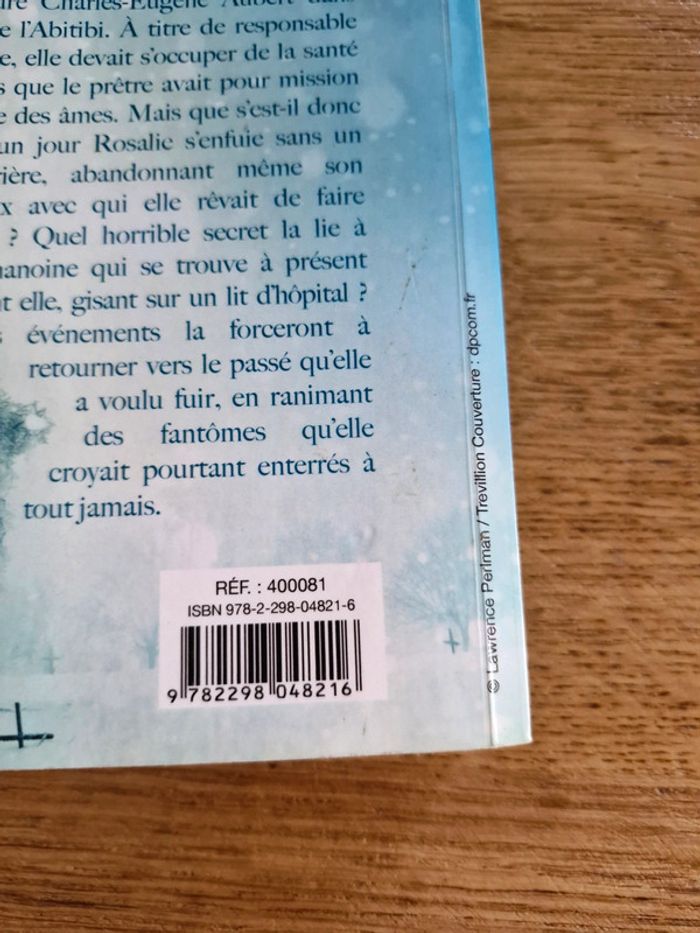 Charles-Eugène Aubert dans
l'Abitibi. À titre de responsable
elle devait s'occuper de la santé
que le prêtre avait pour mission
des âmes. Mais que s'est-il donc
un jour Rosalie s'enfuie sans un
abandonnant même son
avec qui elle rêvait de faire
? Quel horrible secret la lie à
qui se trouve à présent
elle, gisant sur un lit d'hôpital ?
événements la forceront à
retourner vers le passé qu'elle
a voulu fuir, en ranimant
des fantômes qu'elle
croyait pourtant enterrés à
tout jamais.
RÉF. : 400081
ISBN 978-2-298-04821-6
9 782298 048216
© Lawrence Perlman / Trevillion Couverture : dpcom.fr